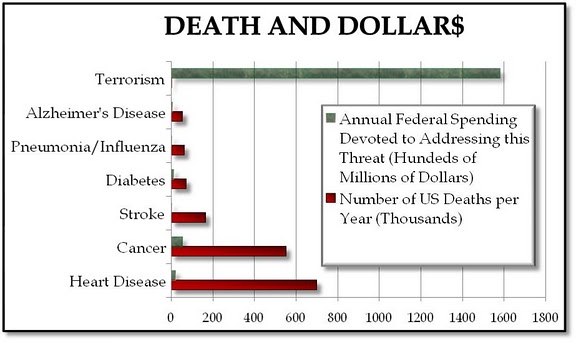 DEATH AND DOLLAR$
Terrorism
Alzheimer's Disease
Pneumonia/Influenza
Diabetes
Stroke
Cancer
Heart Disease
Annual Federal Spending
Devoted to Addressing this
Threat (Hundeds of
Millions of Dollars)
Number of US Deaths per
Year (Thousands)
0 200 400 600 800 1000 1200 1400 1600 1800